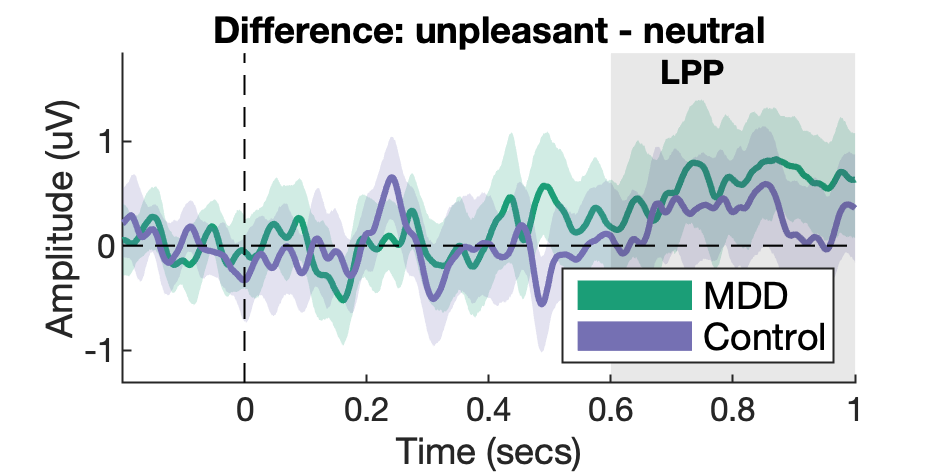 Difference: unpleasant - neutral
LPP
Amplitude (uV)
1
0
-1
MDD
Control
0 0.2 0.4 0.6 0.8 1
Time (secs)